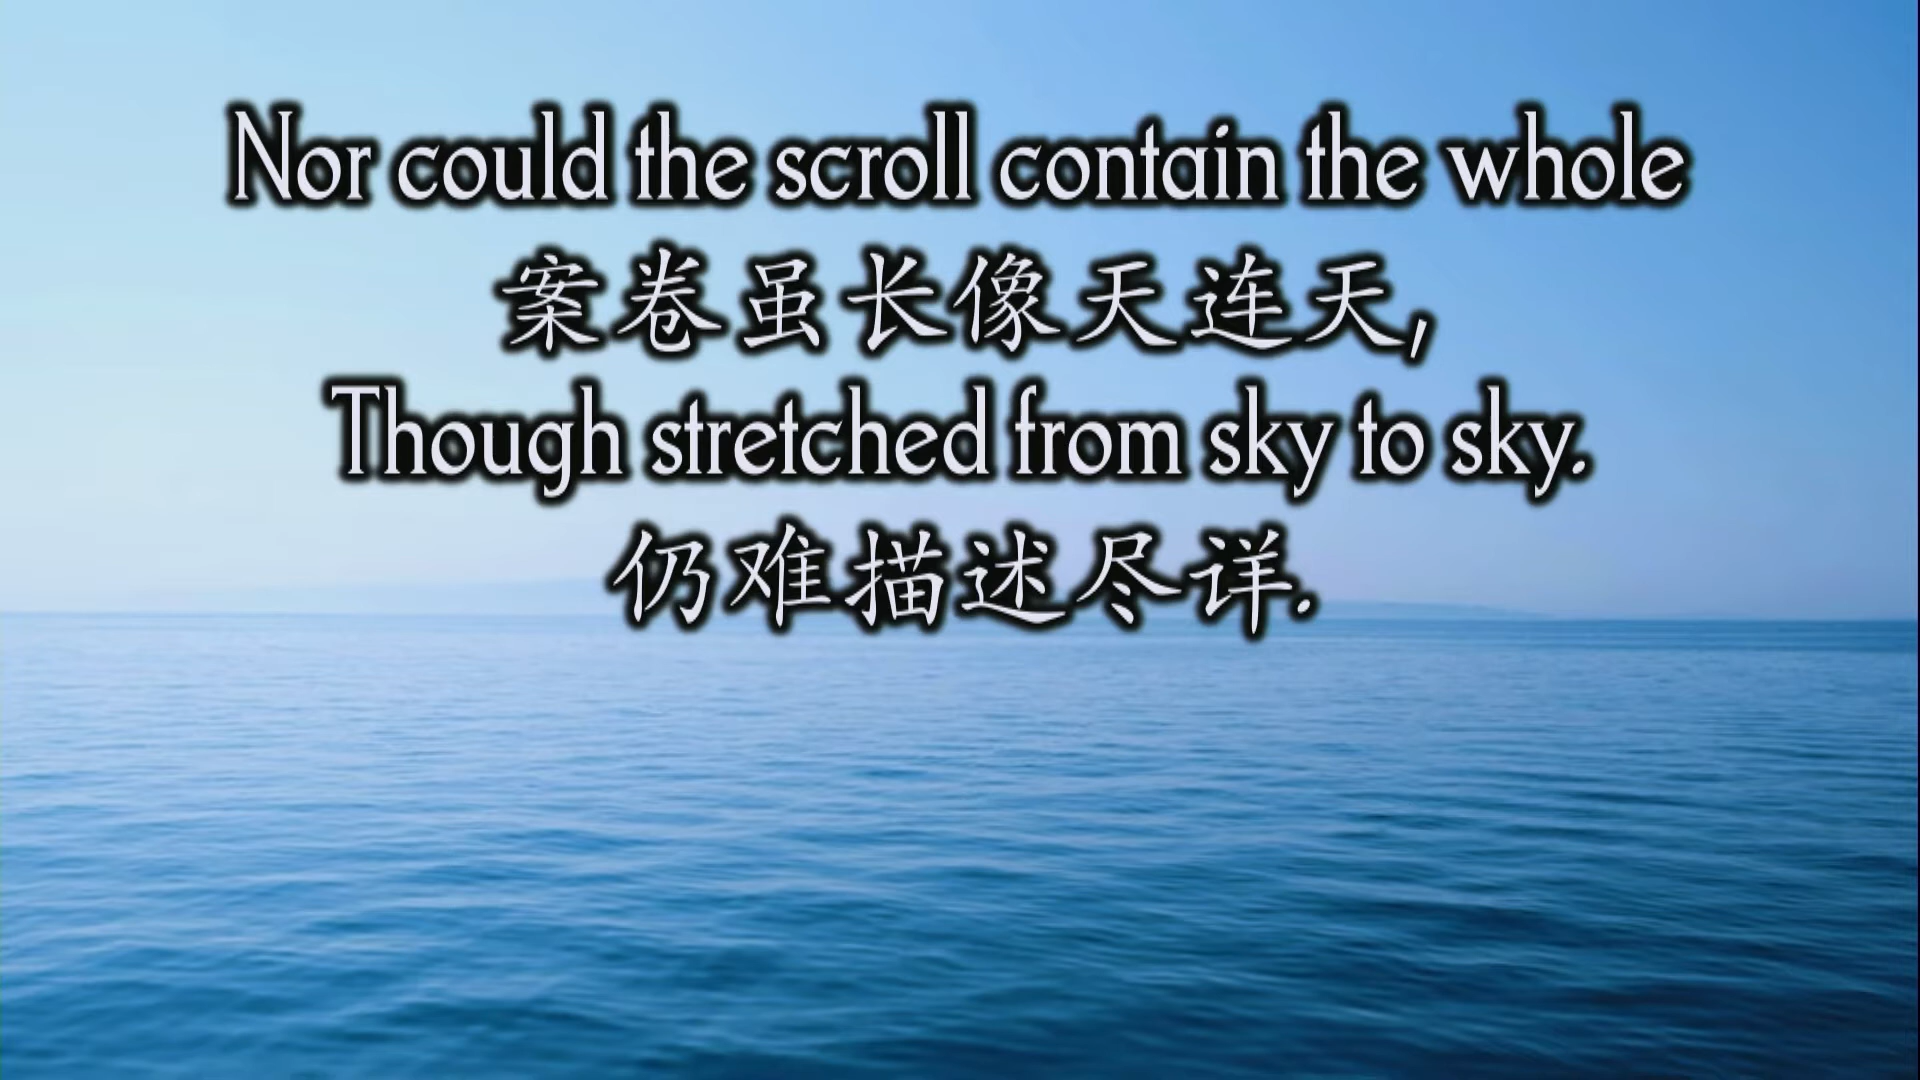 Nor could the scroll contain the whole
案卷虽长像天连天,
Though stretched from sky to sky.
仍难描述尽详.